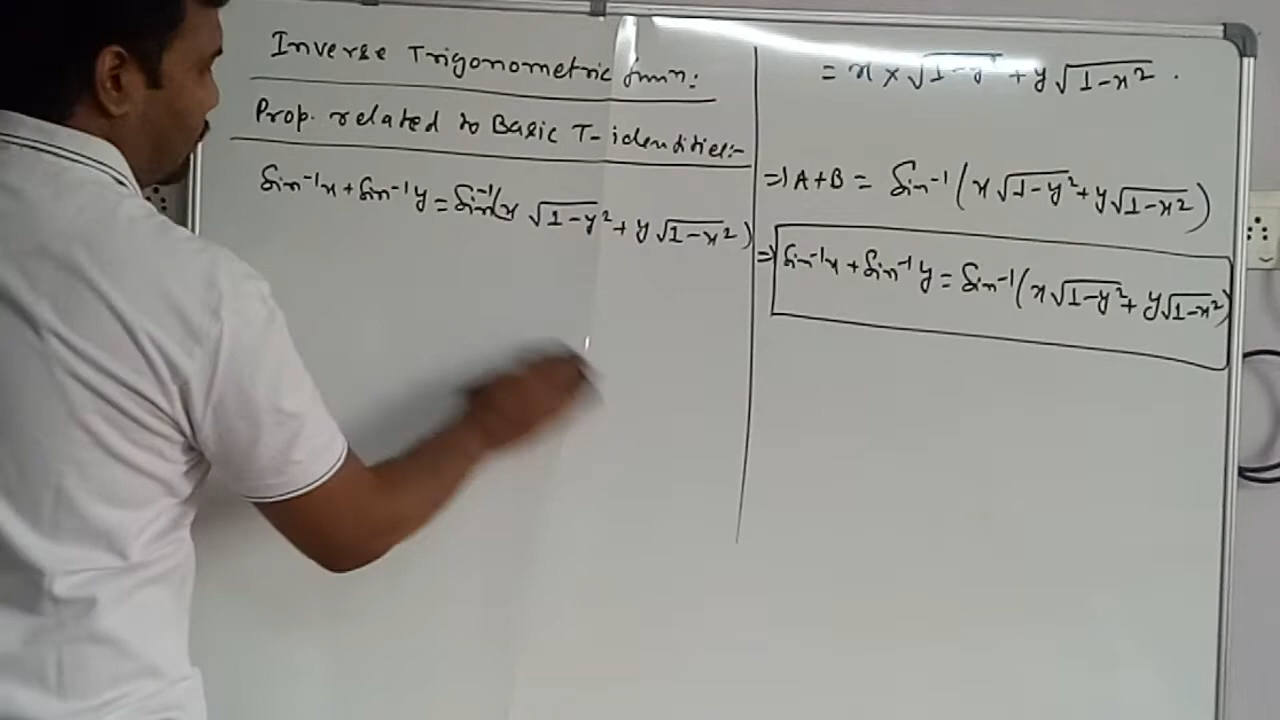 Inverse Trigonometric funⁿ:
Prop. related to Basic T-identities:-
Sin⁻¹x + Sin⁻¹y = Sin⁻¹(x √1-y² + y √1-x²)
= x × √1-y² + y √1-x² .
⇒ A+B = Sin⁻¹(x √1-y² + y √1-x²)
⇒ Sin⁻¹x + Sin⁻¹y = Sin⁻¹(x √1-y² + y √1-x²)